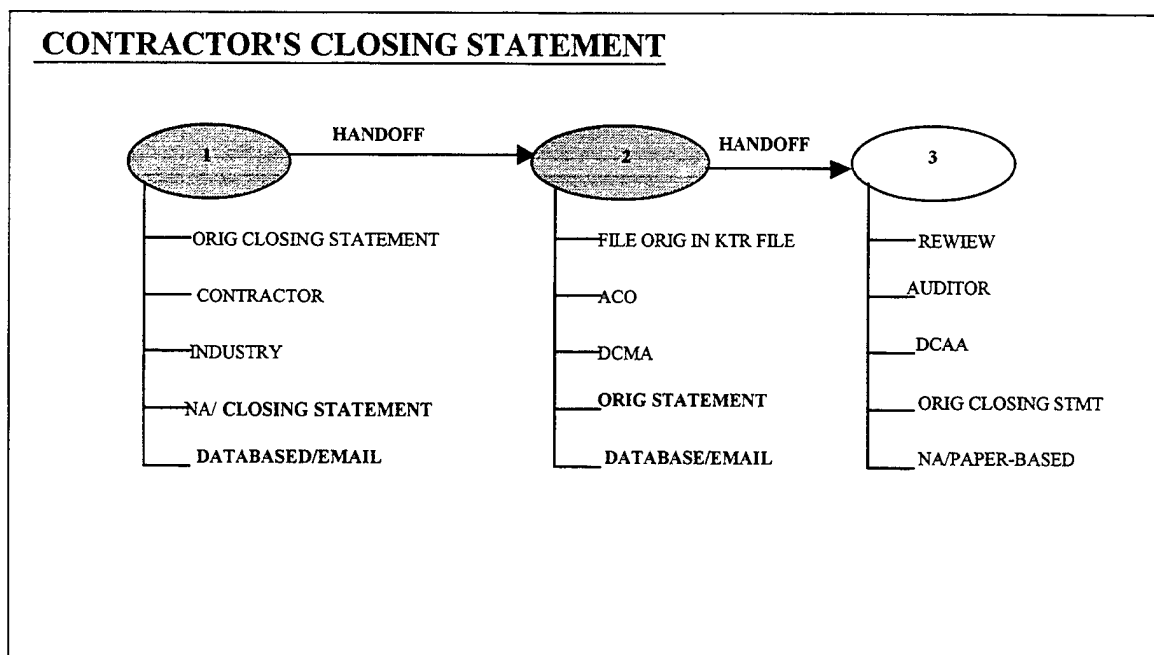 CONTRACTOR'S CLOSING STATEMENT
1
HANDOFF
2
HANDOFF
3
ORIG CLOSING STATEMENT
CONTRACTOR
INDUSTRY
NA/ CLOSING STATEMENT
DATABASED/EMAIL
FILE ORIG IN KTR FILE
ACO
DCMA
ORIG STATEMENT
DATABASE/EMAIL
REWIEW
AUDITOR
DCAA
ORIG CLOSING STMT
NA/PAPER-BASED